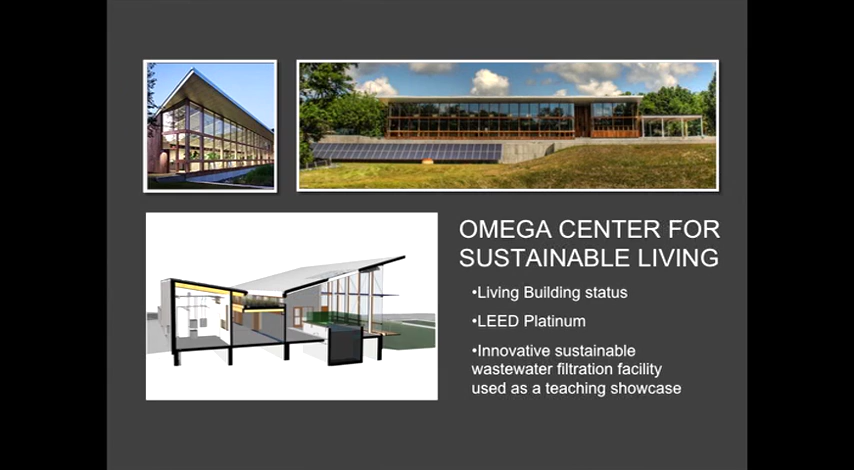 OMEGA CENTER FOR
SUSTAINABLE LIVING
•Living Building status
•LEED Platinum
•Innovative sustainable
wastewater filtration facility
used as a teaching showcase